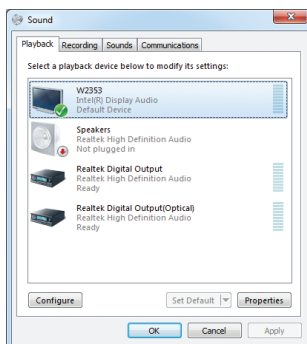 Sound
Playback Recording Sounds Communications
Select a playback device below to modify its settings:
W2353
Intel(R) Display Audio
Default Device
Speakers
Realtek High Definition Audio
Not plugged in
Realtek Digital Output
Realtek High Definition Audio
Ready
Realtek Digital Output(Optical)
Realtek High Definition Audio
Ready
Configure Set Default Properties
OK Cancel Apply